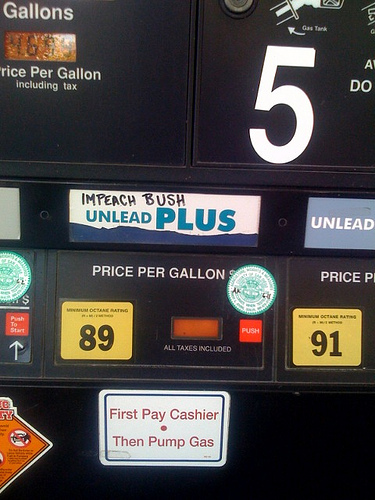 Gallons
Price Per Gallon
including tax
Gas Tank
5
DO
IMPEACH BUSH
UNLEAD PLUS
UNLEAD
PRICE PER GALLON $
PRICE P
Push
To
Start
MINIMUM OCTANE RATING
89
PUSH
ALL TAXES INCLUDED
MINIMUM OCTANE RATING
91
First Pay Cashier
•
Then Pump Gas